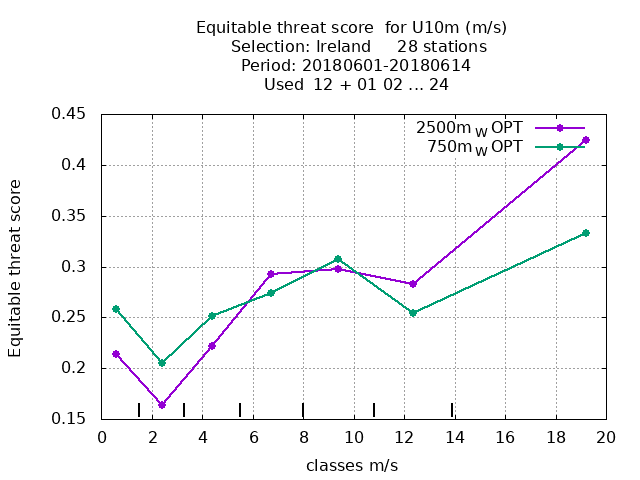 Equitable threat score  for U10m (m/s)
Selection: Ireland     28 stations
Period: 20180601-20180614
Used  12 + 01 02 ... 24
2500m W OPT
750m W OPT
Equitable threat score
0.45
0.4
0.35
0.3
0.25
0.2
0.15
0 2 4 6 8 10 12 14 16 18 20
classes m/s